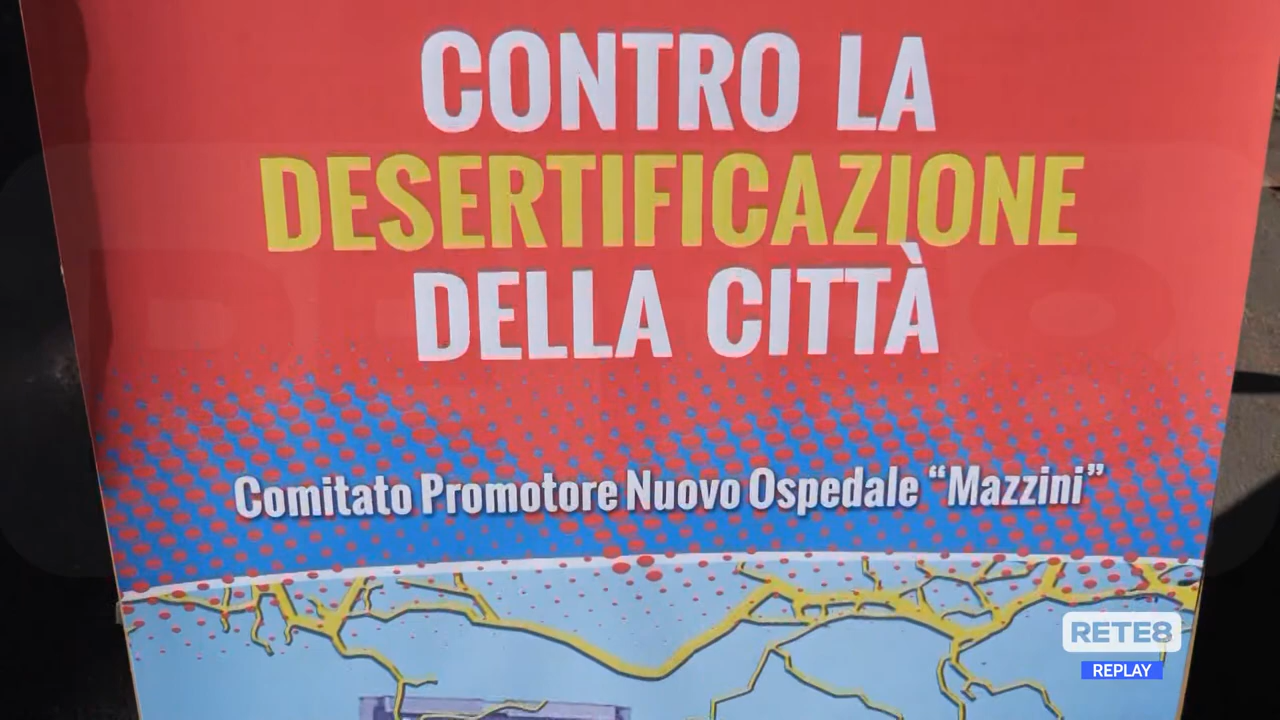 CONTRO LA
DESERTIFICAZIONE
DELLA CITTÀ
Comitato Promotore Nuovo Ospedale “Mazzini”
RETE8
REPLAY